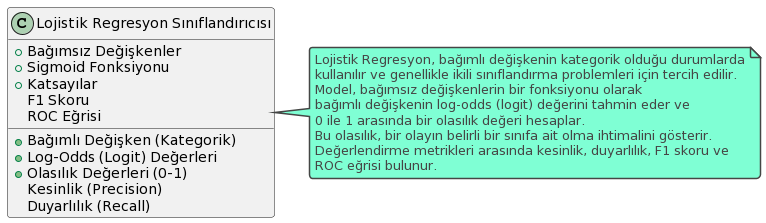 C Lojistik Regresyon Sınıflandırıcısı
Bağımsız Değişkenler
Sigmoid Fonksiyonu
Katsayılar
F1 Skoru
ROC Eğrisi
Bağımlı Değişken (Kategorik)
Log-Odds (Logit) Değerleri
Olasılık Değerleri (0-1)
Kesinlik (Precision)
Duyarlılık (Recall)
Lojistik Regresyon, bağımlı değişkenin kategorik olduğu durumlarda
kullanılır ve genellikle ikili sınıflandırma problemleri için tercih edilir.
Model, bağımsız değişkenlerin bir fonksiyonu olarak
bağımlı değişkenin log-odds (logit) değerini tahmin eder ve
0 ile 1 arasında bir olasılık değeri hesaplar.
Bu olasılık, bir olayın belirli bir sınıfa ait olma ihtimalini gösterir.
Değerlendirme metrikleri arasında kesinlik, duyarlılık, F1 skoru ve
ROC eğrisi bulunur.